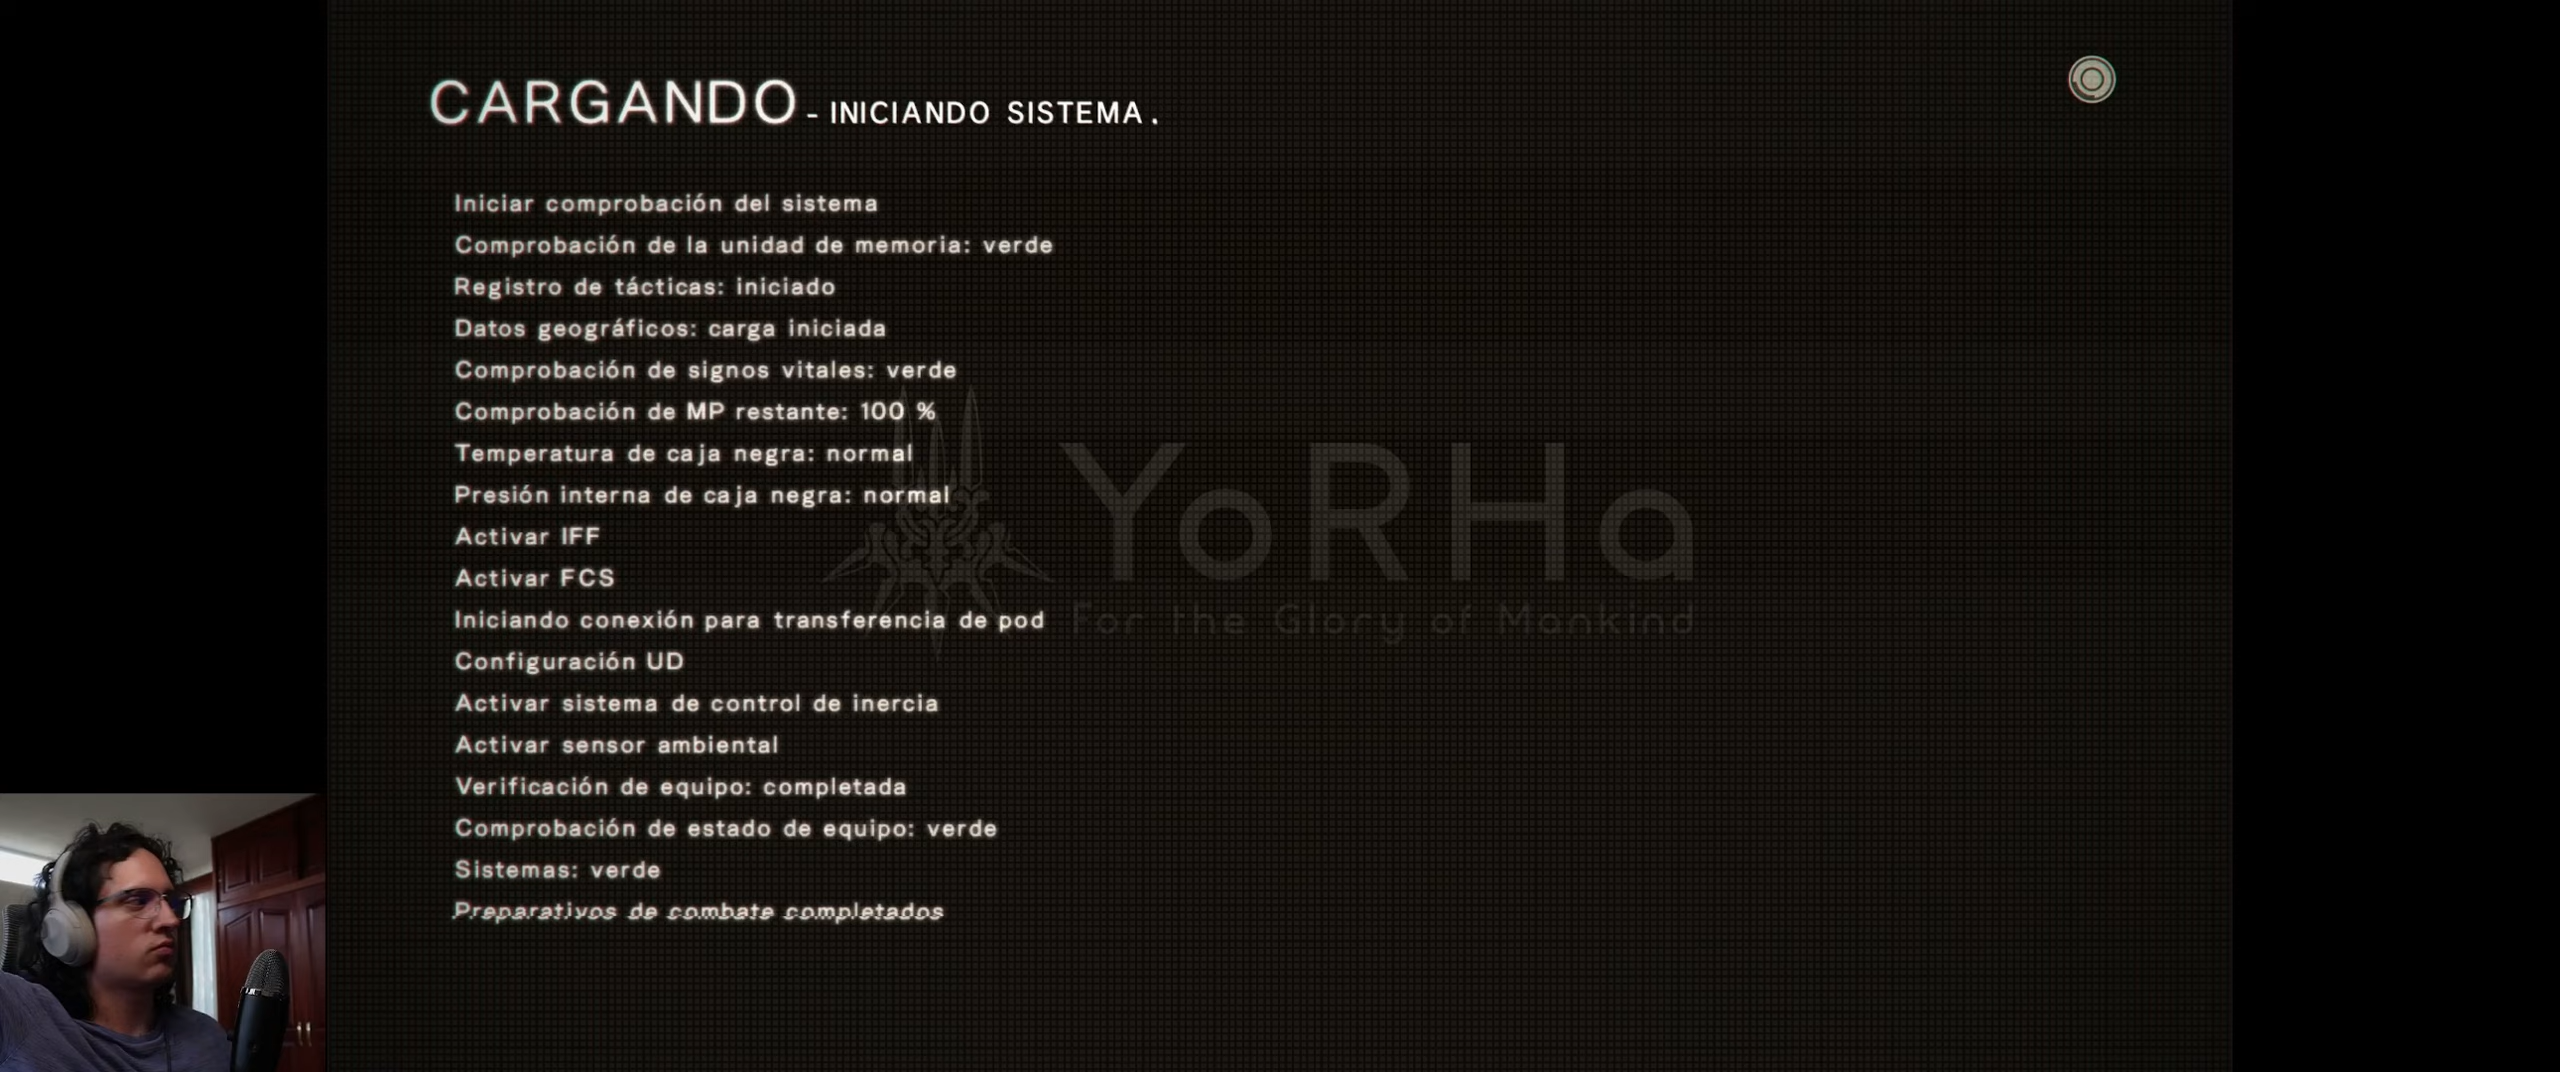 CARGANDO - INICIANDO SISTEMA.
Iniciar comprobación del sistema
Comprobación de la unidad de memoria: verde
Registro de tácticas: iniciado
Datos geográficos: carga iniciada
Comprobación de signos vitales: verde
Comprobación de MP restante: 100 %
Temperatura de caja negra: normal
Presión interna de caja negra: normal
Activar IFF
Activar FCS
Iniciando conexión para transferencia de pod
Configuración UD
Activar sistema de control de inercia
Activar sensor ambiental
Verificación de equipo: completada
Comprobación de estado de equipo: verde
Sistemas: verde
Preparativos de combate completados
YoRHa
For the Glory of Mankind